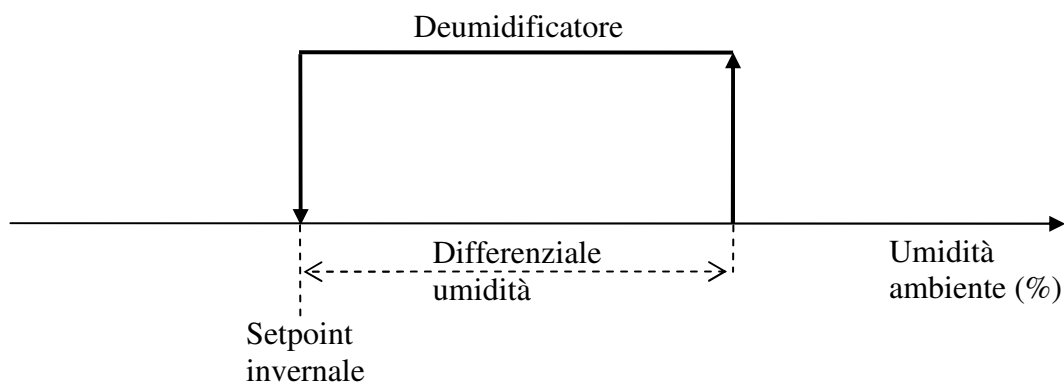 Deumidificatore
Differenziale
umidità
Umidità
ambiente (%)
Setpoint
invernale